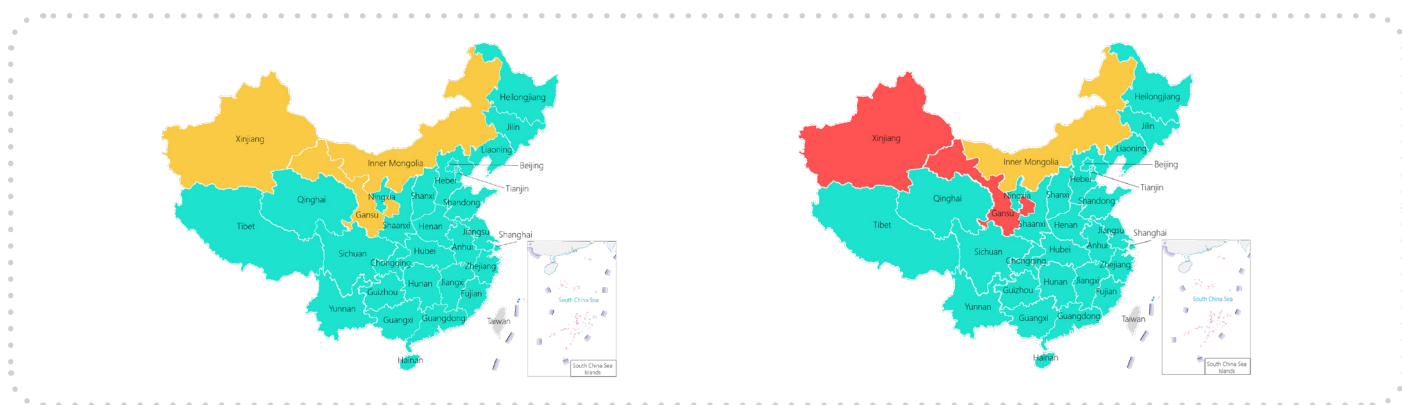 Heilongjiang
Jilin
Xinjiang
Liaoning
Inner Mongolia
Beijing
Hebei
Tianjin
Ningxia
Shanxi
Qinghai
Shandong
Gansu
Tibet
Shaanxi
Henan
Jiangsu
Shanghai
Sichuan
Hubei
Anhui
Chongqing
Zhejiang
Hunan
Jiangxi
Guizhou
Fujian
Yunnan
Guangxi
Guangdong
Taiwan
Hainan
South China Sea
South China Sea
Islands
Heilongjiang
Jilin
Xinjiang
Liaoning
Inner Mongolia
Beijing
Hebei
Tianjin
Ningxia
Shanxi
Qinghai
Shandong
Gansu
Tibet
Shaanxi
Henan
Jiangsu
Shanghai
Sichuan
Hubei
Anhui
Chongqing
Zhejiang
Hunan
Jiangxi
Guizhou
Fujian
Yunnan
Guangxi
Guangdong
Taiwan
Hainan
South China Sea
South China Sea
Islands